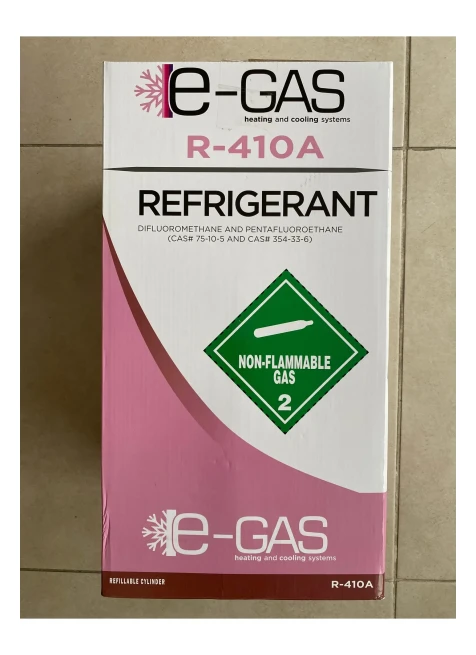 e-GAS
heating and cooling systems
R-410A
REFRIGERANT
DIFLUOROMETHANE AND PENTAFLUOROETHANE
(CAS# 75-10-5 AND CAS# 354-33-6)
NON-FLAMMABLE
GAS
2
e-GAS
heating and cooling systems
REFILLABLE CYLINDER
R-410A